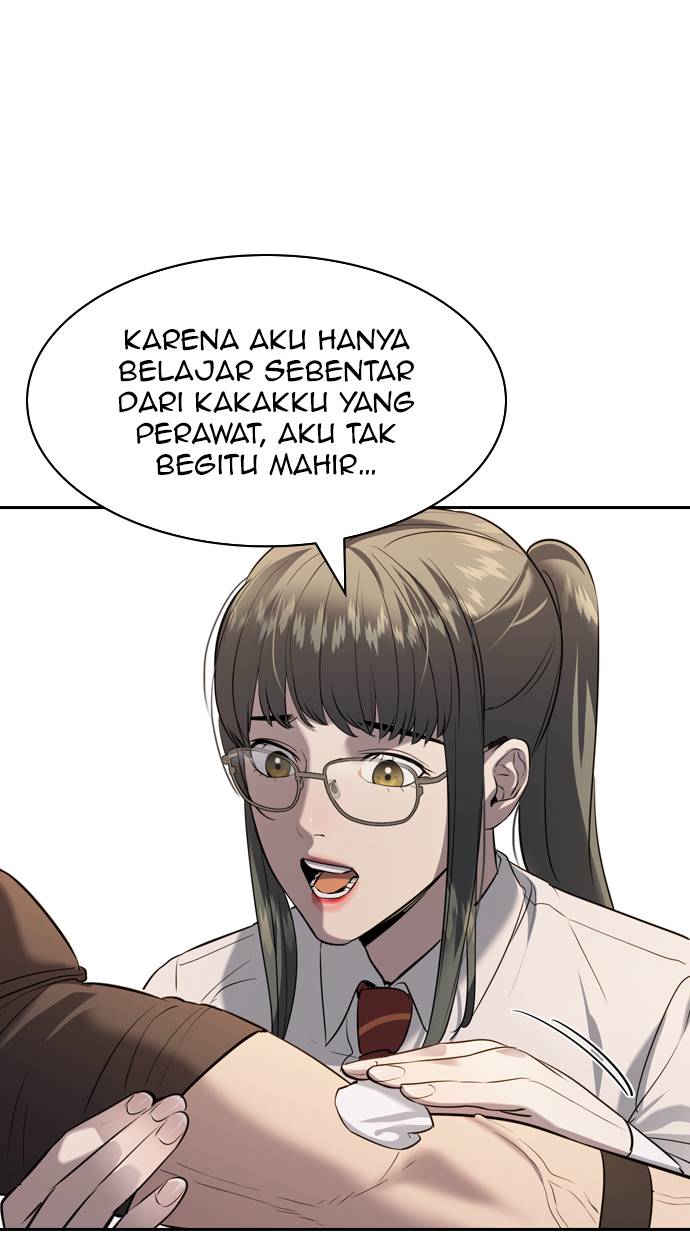 KARENA AKU HANYA
BELAJAR SEBENTAR
DARI KAKAKKU YANG
PERAWAT, AKU TAK
BEGITU MAHIR...